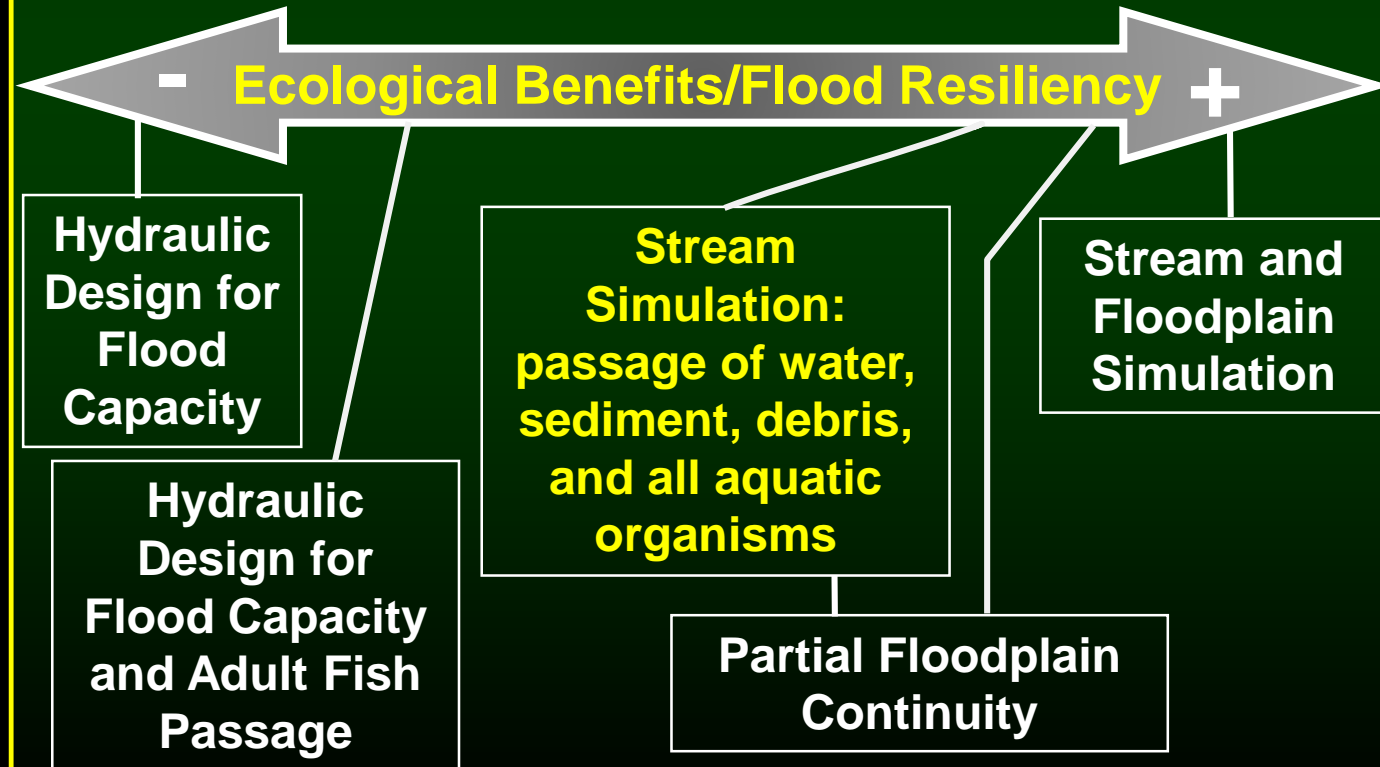 - Ecological Benefits/Flood Resiliency +
Hydraulic
Design for
Flood
Capacity
Hydraulic
Design for
Flood Capacity
and Adult Fish
Passage
Stream
Simulation:
passage of water,
sediment, debris,
and all aquatic
organisms
Partial Floodplain
Continuity
Stream and
Floodplain
Simulation